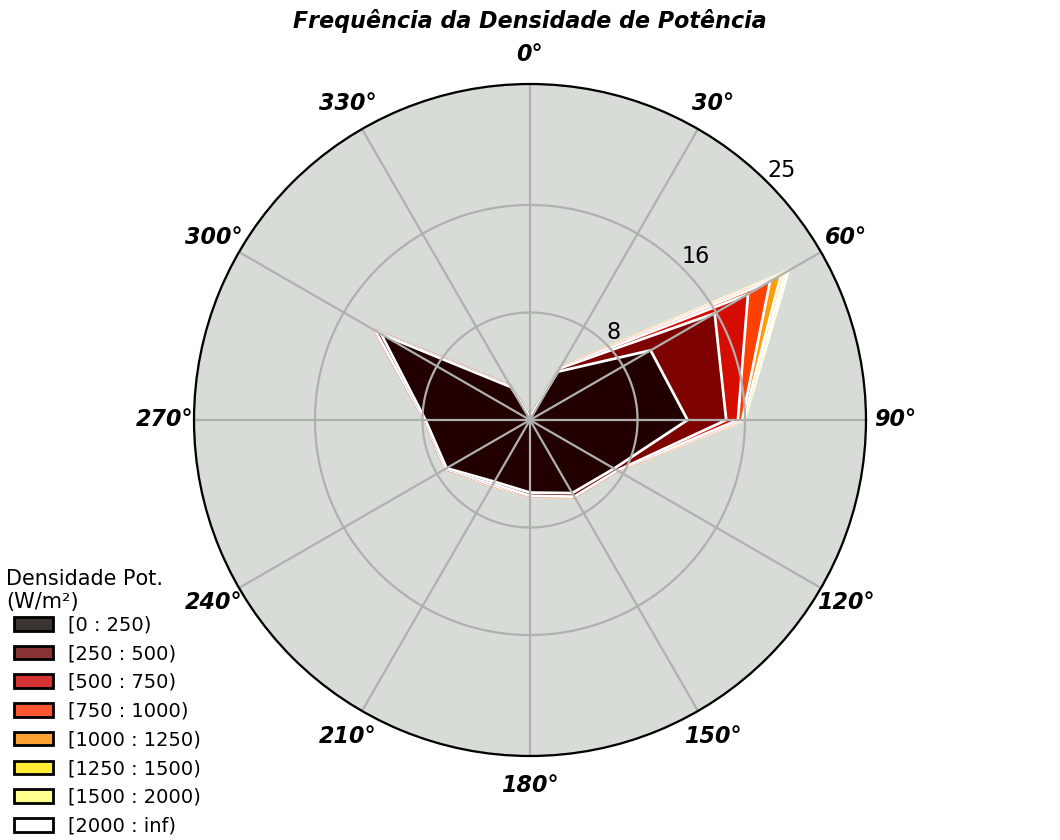 Frequência da Densidade de Potência
0°
330°
30°
25
300°
60°
16
8
270°
90°
240°
120°
210°
150°
180°
Densidade Pot.
(W/m²)
[0 : 250)
[250 : 500)
[500 : 750)
[750 : 1000)
[1000 : 1250)
[1250 : 1500)
[1500 : 2000)
[2000 : inf)